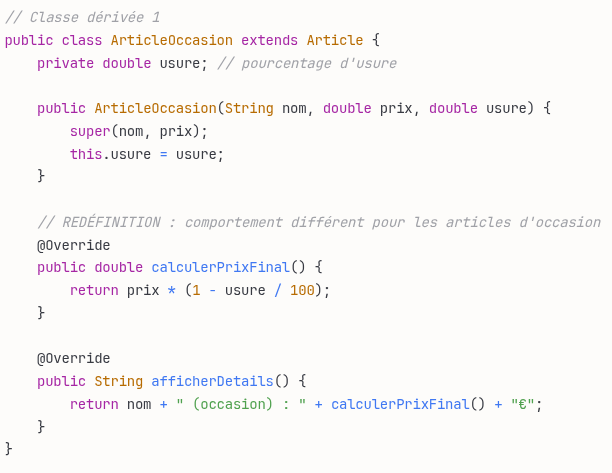 // Classe dérivée 1
public class ArticleOccasion extends Article {
    private double usure; // pourcentage d'usure

    public ArticleOccasion(String nom, double prix, double usure) {
        super(nom, prix);
        this.usure = usure;
    }

    // REDÉFINITION : comportement différent pour les articles d'occasion
    @Override
    public double calculerPrixFinal() {
        return prix * (1 - usure / 100);
    }

    @Override
    public String afficherDetails() {
        return nom + " (occasion) : " + calculerPrixFinal() + "€";
    }
}